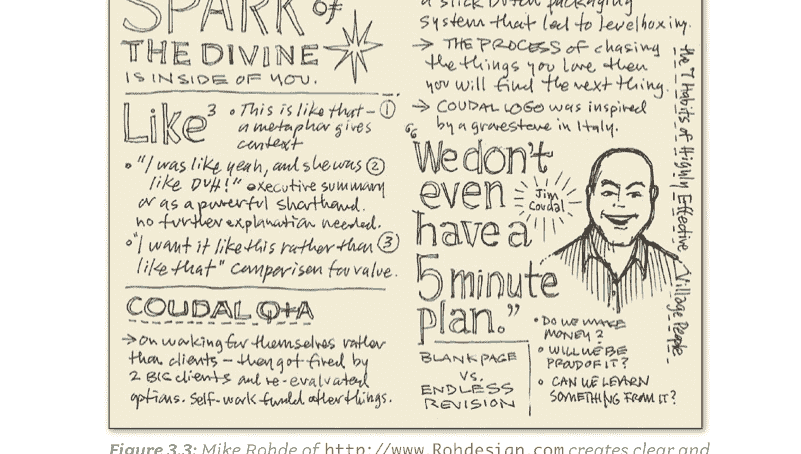 SPARK of
THE DIVINE
IS INSIDE OF YOU.
Like³
• This is like that — ①
a metaphor gives
context
• "I was like yeah, and she was ②
like DUH!" executive summary
or as a powerful shorthand.
no further explanation needed.
• "I want it like this rather than ③
like that" comparison for value.
COUDAL Q+A
→ on working for themselves rather
than clients — they got fired by
2 BIG clients and re-evaluated
options. Self-work funded other things.
a slick Dutch packaging
system that led to jewelboxing.
→ THE PROCESS of chasing
the things you love then
you will find the next thing.
→ COUDAL LOGO was inspired
by a gravestone in Italy.
"We don't
even
have a
5 minute
plan."
Jim
Coudal
BLANK PAGE
VS.
ENDLESS
REVISION
• DO WE MAKE
MONEY?
• WILL WE BE
PROUD OF IT?
• CAN WE LEARN
SOMETHING FROM IT?
the 7 Habits of Highly Effective Village People
Figure 3.3: Mike Rohde of http://www.Rohdesign.com creates clear and